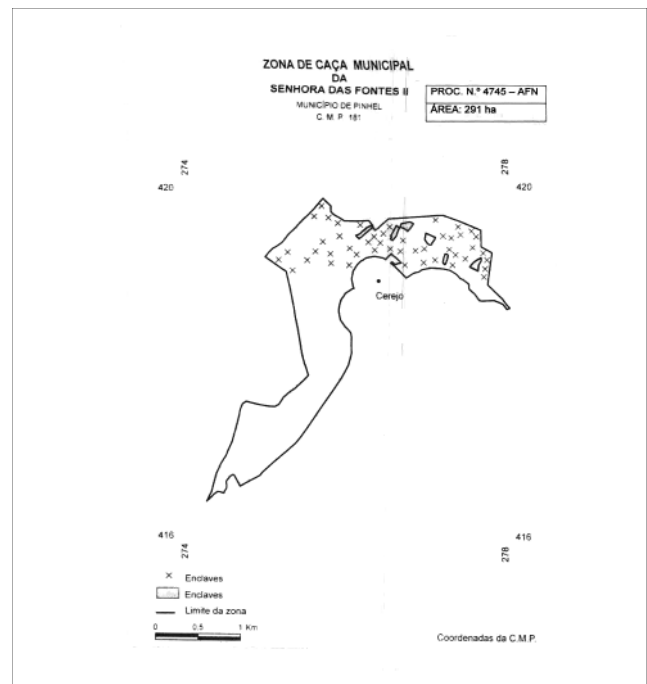 ZONA DE CAÇA MUNICIPAL
DA
SENHORA DAS FONTES II
MUNICÍPIO DE PINHEL
C. M. P. 181
PROC. N.º 4745 – AFN
ÁREA: 291 ha
274
278
420
420
Cerejo
416
416
274
278
Enclaves
Enclaves
Limite da zona
0 0,5 1 Km
Coordenadas da C.M.P.